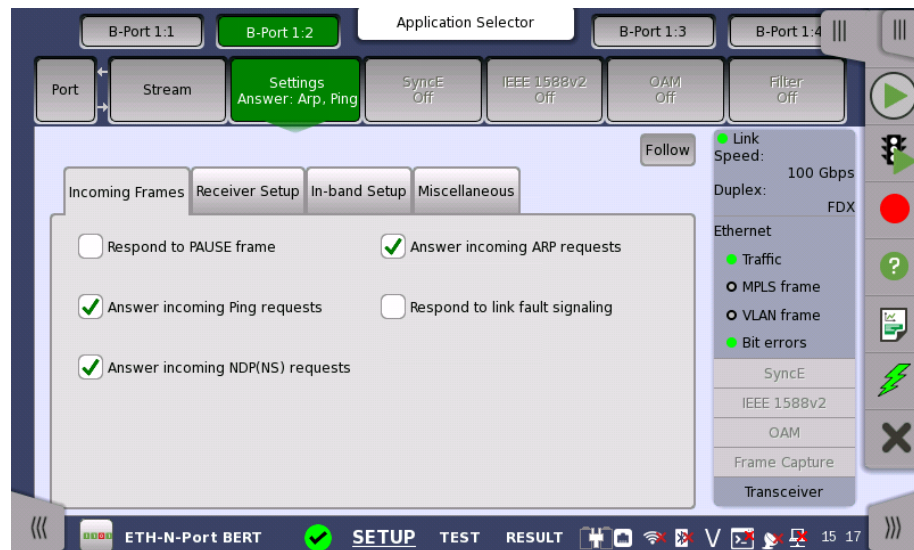 Application Selector
B-Port 1:1
B-Port 1:2
B-Port 1:3
B-Port 1:4
Port
Stream
Settings
Answer: Arp, Ping
SyncE
Off
IEEE 1588v2
Off
OAM
Off
Filter
Off
Follow
Incoming Frames
Receiver Setup
In-band Setup
Miscellaneous
Respond to PAUSE frame
Answer incoming ARP requests
Answer incoming Ping requests
Respond to link fault signaling
Answer incoming NDP(NS) requests
Link
Speed:
100 Gbps
Duplex:
FDX
Ethernet
Traffic
MPLS frame
VLAN frame
Bit errors
SyncE
IEEE 1588v2
OAM
Frame Capture
Transceiver
ETH-N-Port BERT
SETUP
TEST
RESULT
V
15 17